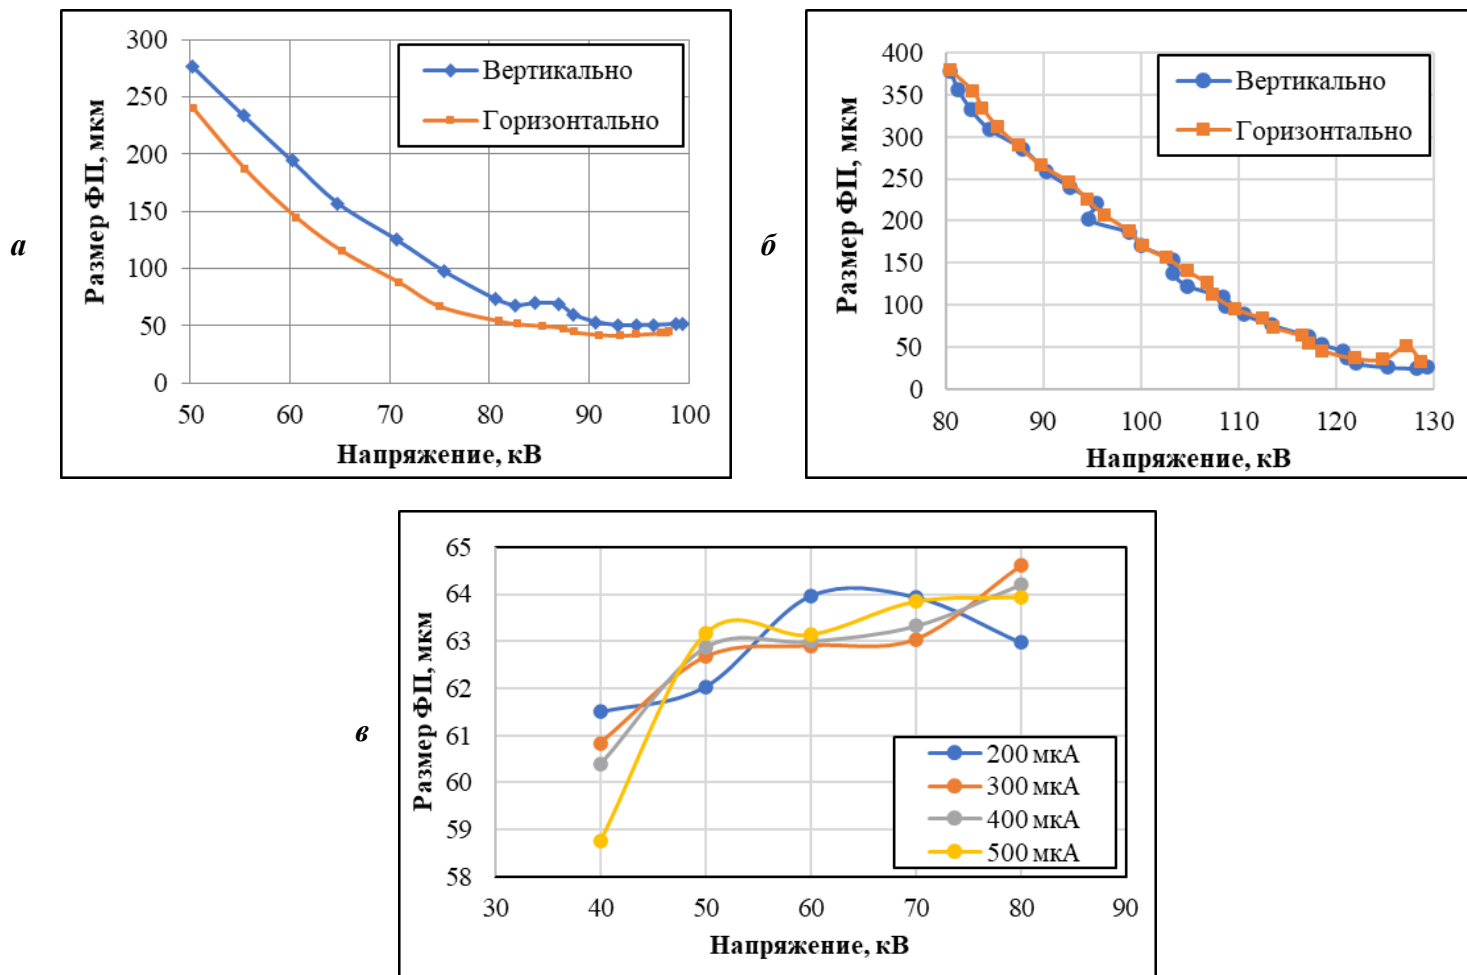 а
300
250
200
150
100
50
0
50 60 70 80 90 100
Размер ФП, мкм
Напряжение, кВ
Вертикально
Горизонтально
б
400
350
300
250
200
150
100
50
0
80 90 100 110 120 130
Размер ФП, мкм
Напряжение, кВ
Вертикально
Горизонтально
в
65
64
63
62
61
60
59
58
30 40 50 60 70 80 90
Размер ФП, мкм
Напряжение, кВ
200 мкА
300 мкА
400 мкА
500 мкА